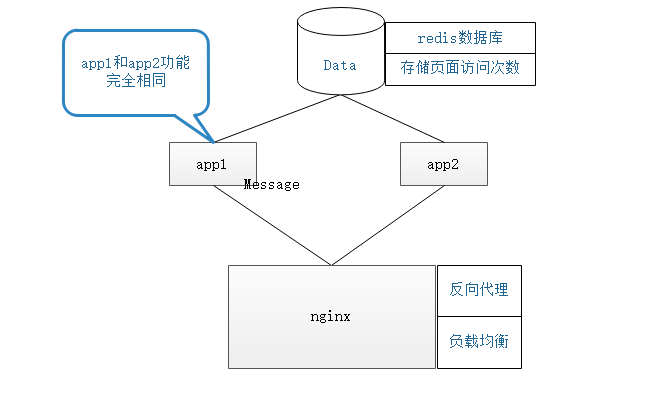 redis数据库
app1和app2功能
完全相同
Data
存储页面访问次数
app1
app2
Message
反向代理
nginx
负载均衡